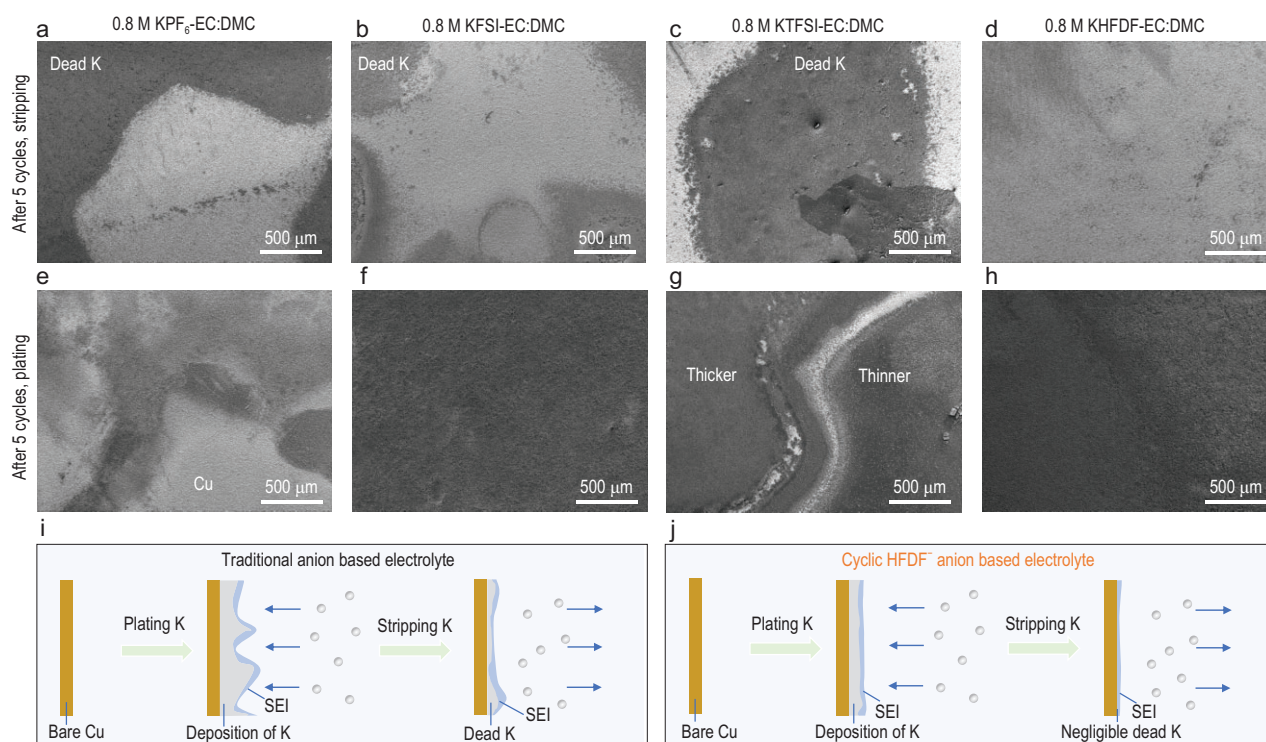 a
0.8 M KPF₆-EC:DMC
b
0.8 M KFSI-EC:DMC
c
0.8 M KTFSI-EC:DMC
d
0.8 M KHFDF-EC:DMC
After 5 cycles, stripping
Dead K
500 μm
Dead K
500 μm
Dead K
500 μm
500 μm
After 5 cycles, plating
e
Cu
500 μm
f
500 μm
g
Thicker
Thinner
500 μm
h
500 μm
i
Traditional anion based electrolyte
Plating K
Stripping K
SEI
SEI
Bare Cu
Deposition of K
Dead K
j
Cyclic HFDF⁻ anion based electrolyte
Plating K
Stripping K
SEI
SEI
Bare Cu
Deposition of K
Negligible dead K